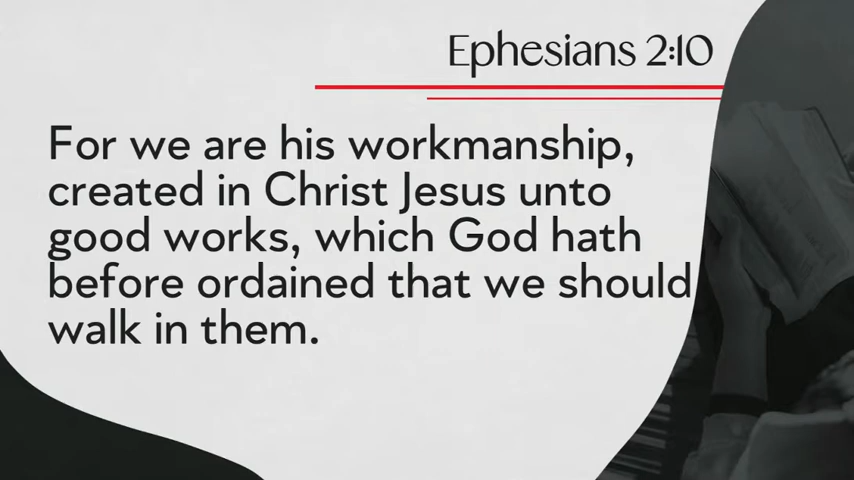 Ephesians 2:10
For we are his workmanship,
created in Christ Jesus unto
good works, which God hath
before ordained that we should
walk in them.